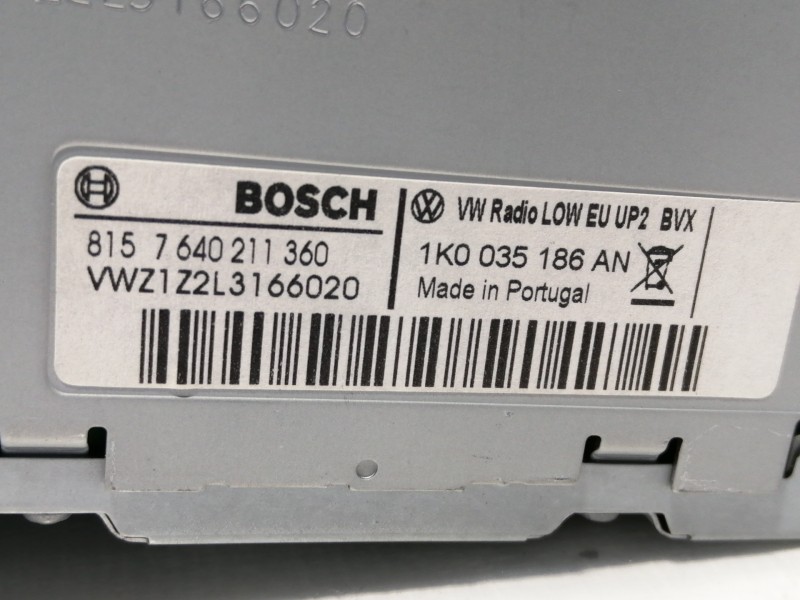 3166020
BOSCH
815 7 640 211 360
VWZ1Z2L3166020
VW Radio LOW EU UP2 BVX
1K0 035 186 AN
Made in Portugal